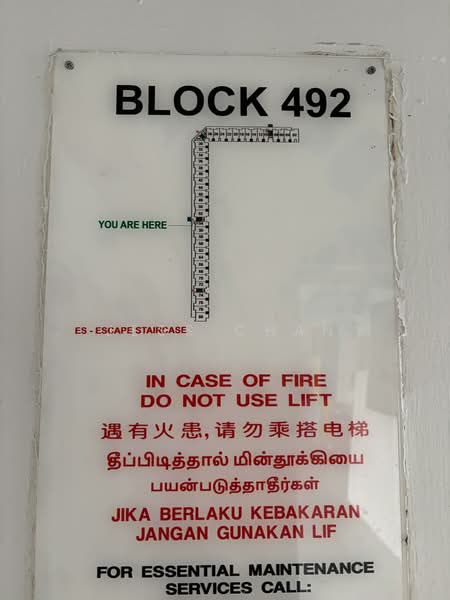 BLOCK 492
YOU ARE HERE
ES - ESCAPE STAIRCASE
IN CASE OF FIRE
DO NOT USE LIFT
遇有火患,请勿乘搭电梯
தீப்பிடித்தால் மின்தூக்கியை
பயன்படுத்தாதீர்கள்
JIKA BERLAKU KEBAKARAN
JANGAN GUNAKAN LIF
FOR ESSENTIAL MAINTENANCE
SERVICES CALL: